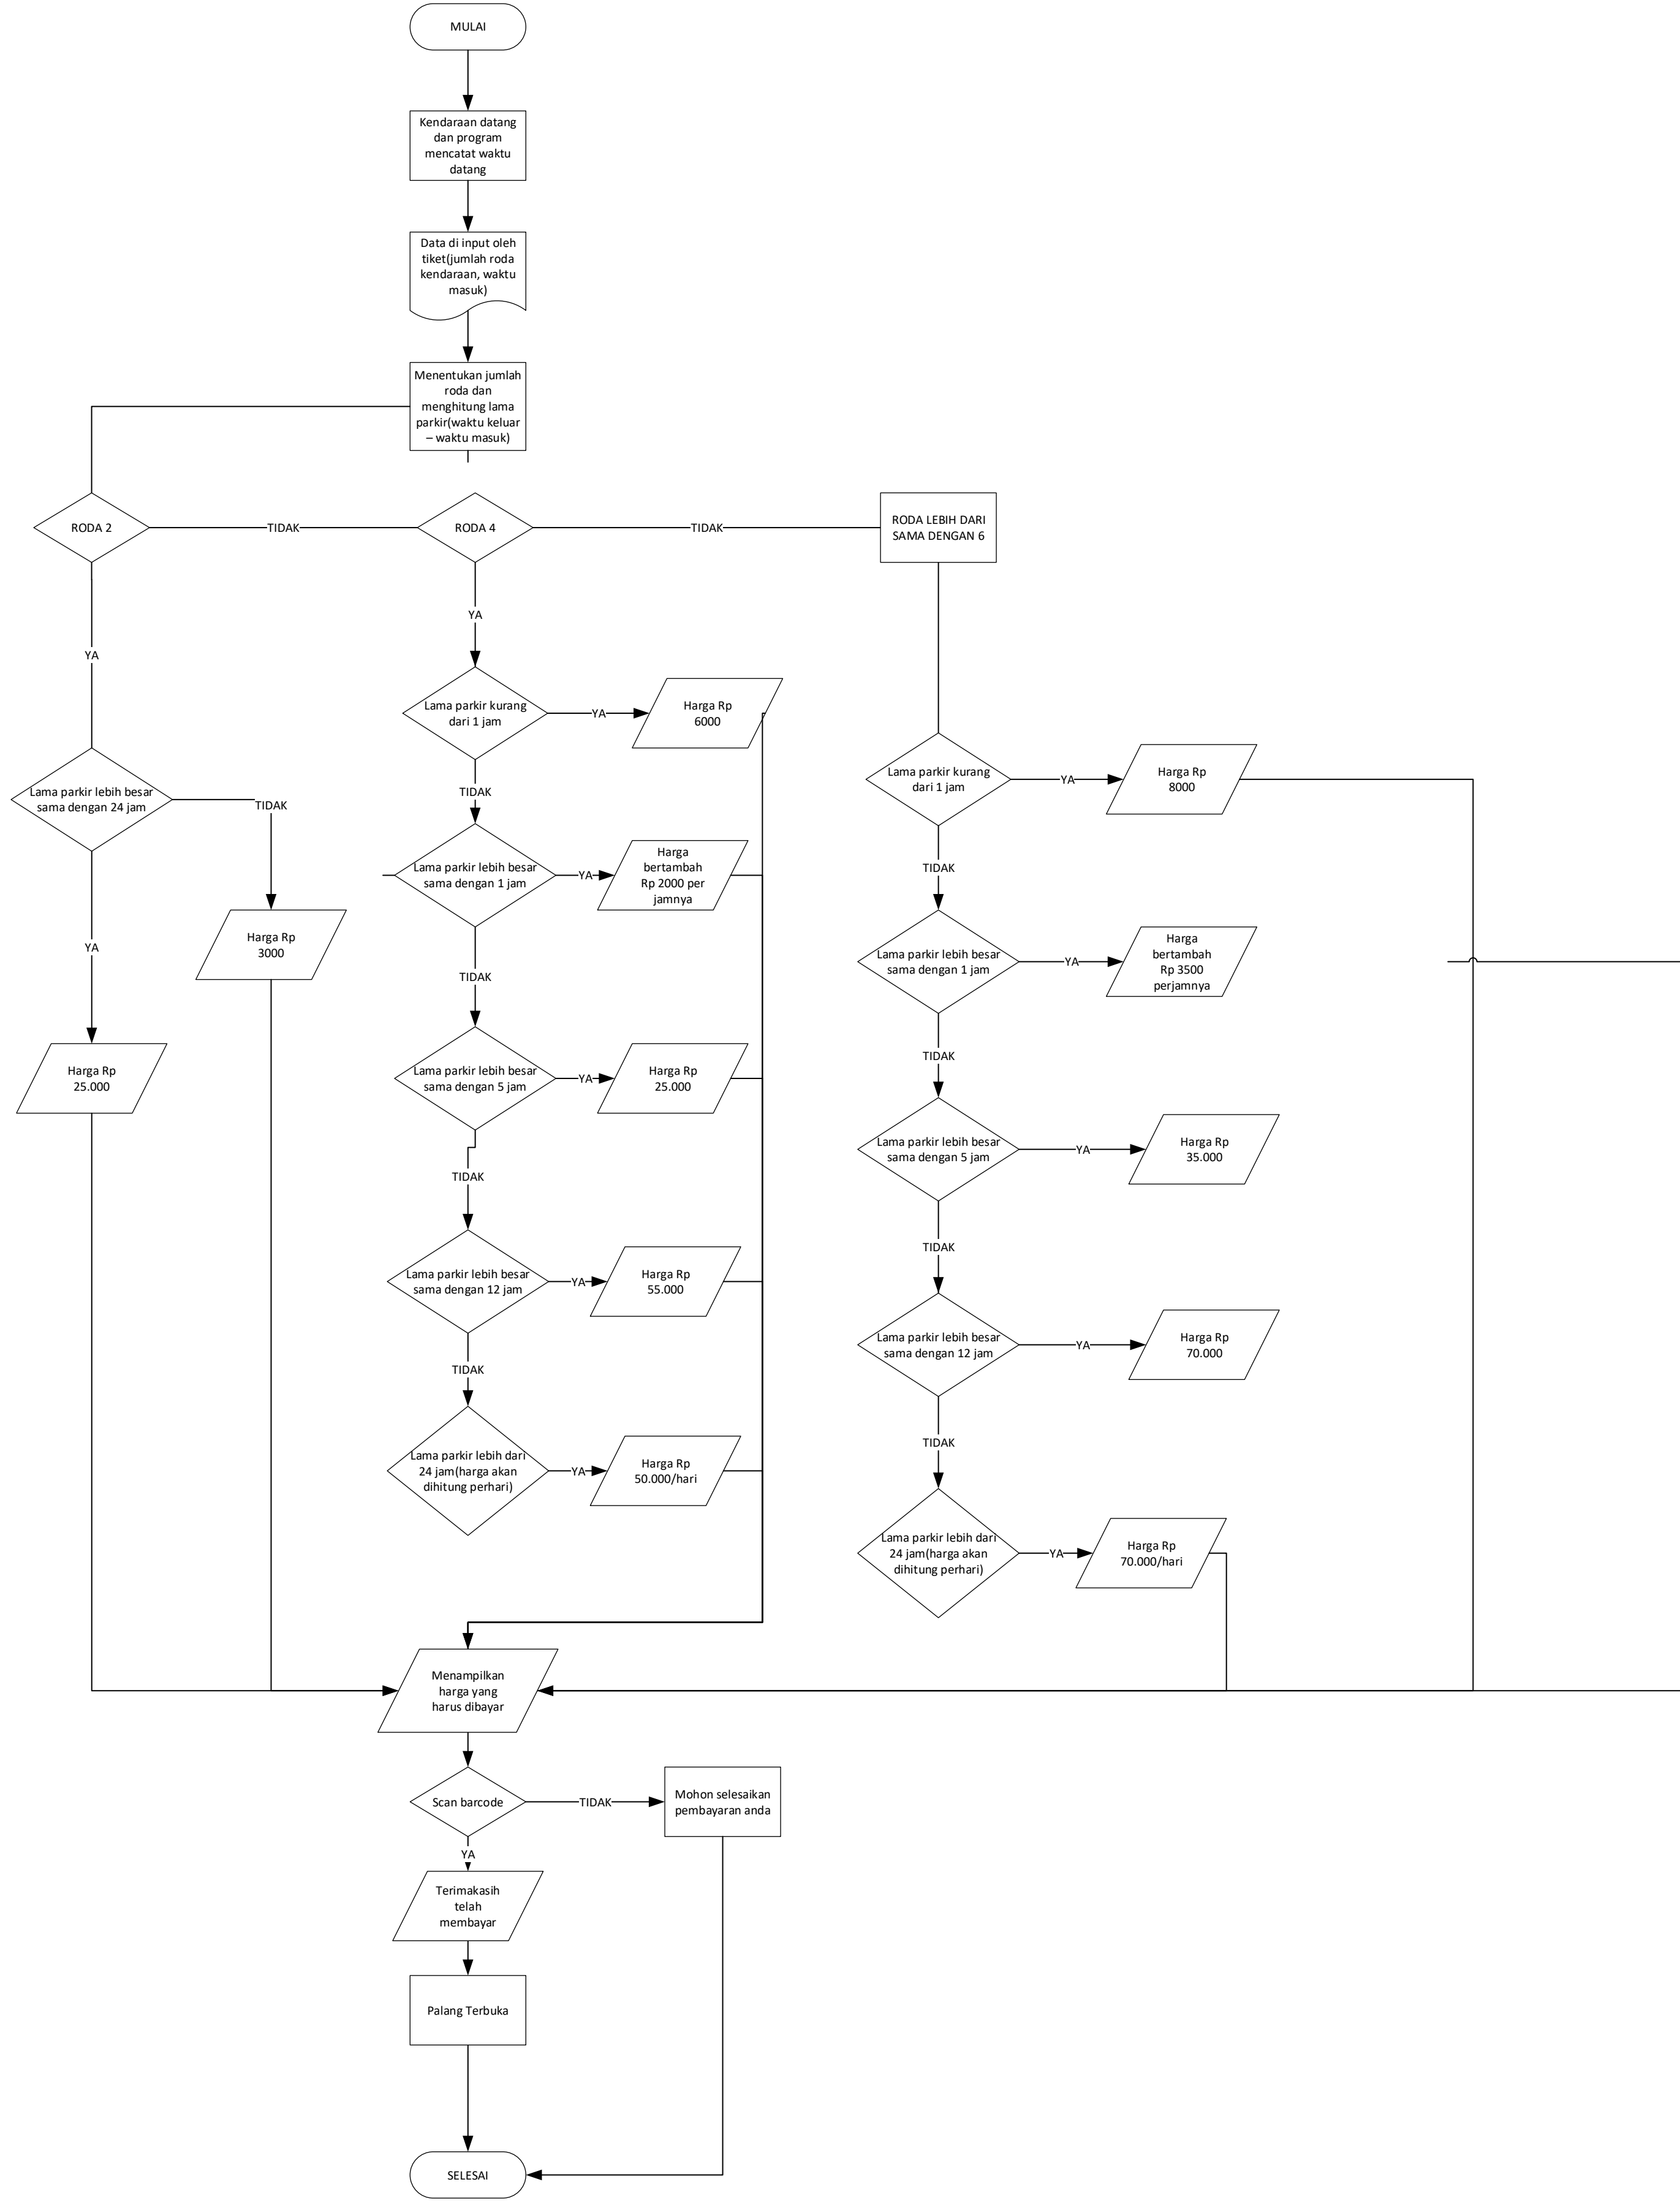 MULAI
Kendaraan datang
dan program
mencatat waktu
datang
Data di input oleh
tiket(jumlah roda
kendaraan, waktu
masuk)
Menentukan jumlah
roda dan
menghitung lama
parkir(waktu keluar
– waktu masuk)
RODA 2
TIDAK
RODA 4
TIDAK
RODA LEBIH DARI
SAMA DENGAN 6
YA
Lama parkir lebih besar
sama dengan 24 jam
TIDAK
Harga Rp
3000
YA
Harga Rp
25.000
YA
Lama parkir kurang
dari 1 jam
YA
Harga Rp
6000
TIDAK
Lama parkir lebih besar
sama dengan 1 jam
YA
Harga
bertambah
Rp 2000 per
jamnya
TIDAK
Lama parkir lebih besar
sama dengan 5 jam
YA
Harga Rp
25.000
TIDAK
Lama parkir lebih besar
sama dengan 12 jam
YA
Harga Rp
55.000
TIDAK
Lama parkir lebih dari
24 jam(harga akan
dihitung perhari)
YA
Harga Rp
50.000/hari
Lama parkir kurang
dari 1 jam
YA
Harga Rp
8000
TIDAK
Lama parkir lebih besar
sama dengan 1 jam
YA
Harga
bertambah
Rp 3500
perjamnya
TIDAK
Lama parkir lebih besar
sama dengan 5 jam
YA
Harga Rp
35.000
TIDAK
Lama parkir lebih besar
sama dengan 12 jam
YA
Harga Rp
70.000
TIDAK
Lama parkir lebih dari
24 jam(harga akan
dihitung perhari)
YA
Harga Rp
70.000/hari
Menampilkan
harga yang
harus dibayar
Scan barcode
TIDAK
Mohon selesaikan
pembayaran anda
YA
Terimakasih
telah
membayar
Palang Terbuka
SELESAI